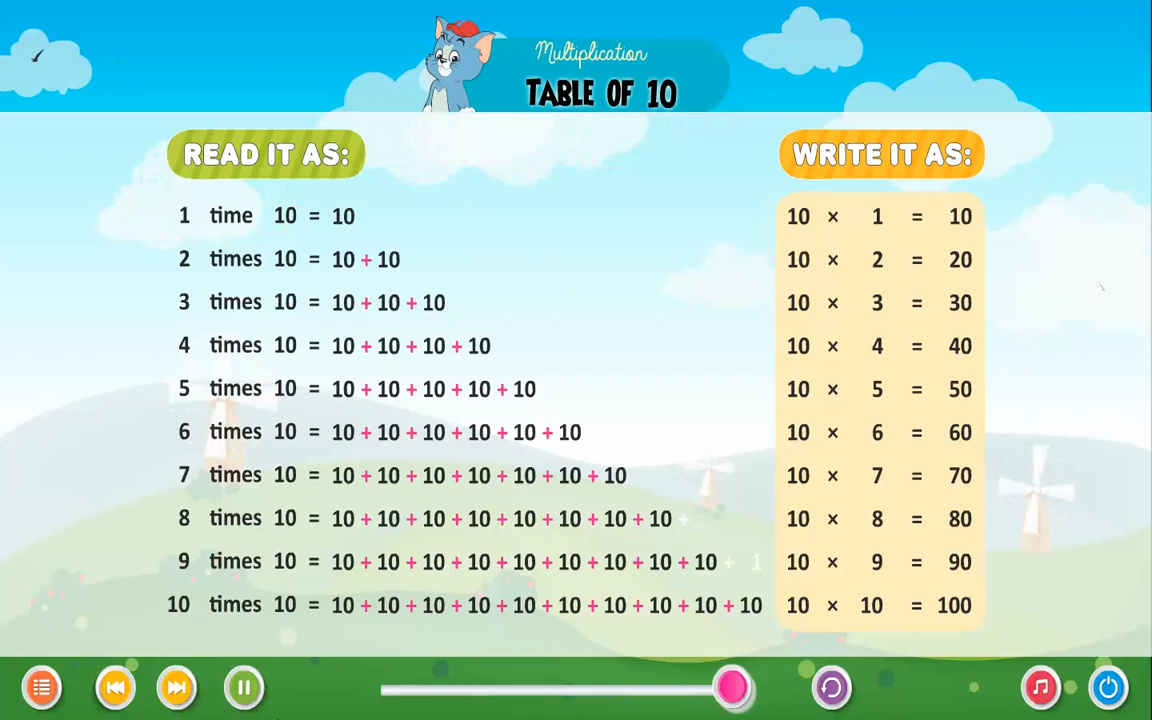 Multiplication
TABLE OF 10
READ IT AS:
1 time 10 = 10
2 times 10 = 10 + 10
3 times 10 = 10 + 10 + 10
4 times 10 = 10 + 10 + 10 + 10
5 times 10 = 10 + 10 + 10 + 10 + 10
6 times 10 = 10 + 10 + 10 + 10 + 10 + 10
7 times 10 = 10 + 10 + 10 + 10 + 10 + 10 + 10
8 times 10 = 10 + 10 + 10 + 10 + 10 + 10 + 10 + 10 +
9 times 10 = 10 + 10 + 10 + 10 + 10 + 10 + 10 + 10 + 10 + 1
10 times 10 = 10 + 10 + 10 + 10 + 10 + 10 + 10 + 10 + 10 + 10
WRITE IT AS:
10 × 1 = 10
10 × 2 = 20
10 × 3 = 30
10 × 4 = 40
10 × 5 = 50
10 × 6 = 60
10 × 7 = 70
10 × 8 = 80
10 × 9 = 90
10 × 10 = 100